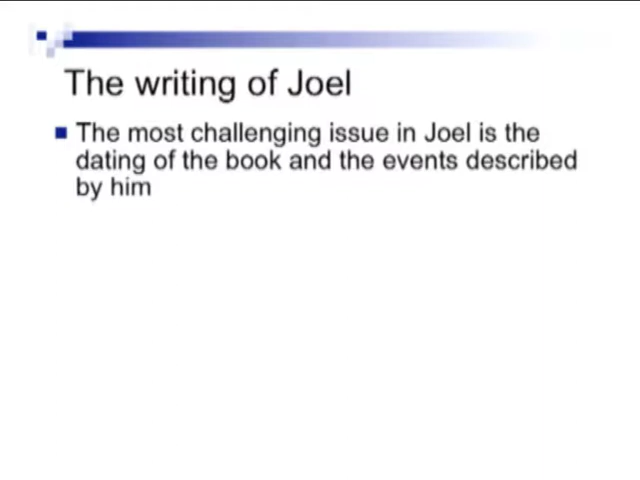 The writing of Joel
The most challenging issue in Joel is the
dating of the book and the events described
by him